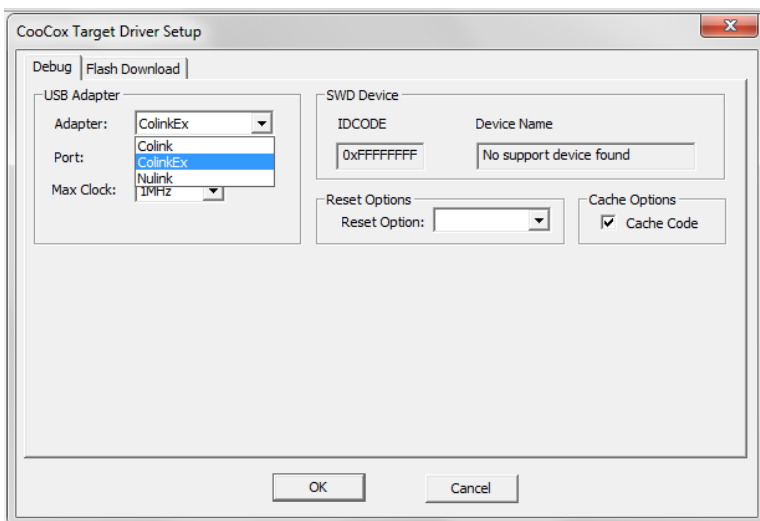 CooCox Target Driver Setup
Debug
Flash Download
USB Adapter
Adapter: ColinkEx
Colink
ColinkEx
Nulink
Port:
Max Clock: 1MHz
SWD Device
IDCODE Device Name
0xFFFFFFFF No support device found
Reset Options
Reset Option:
Cache Options
Cache Code
OK
Cancel